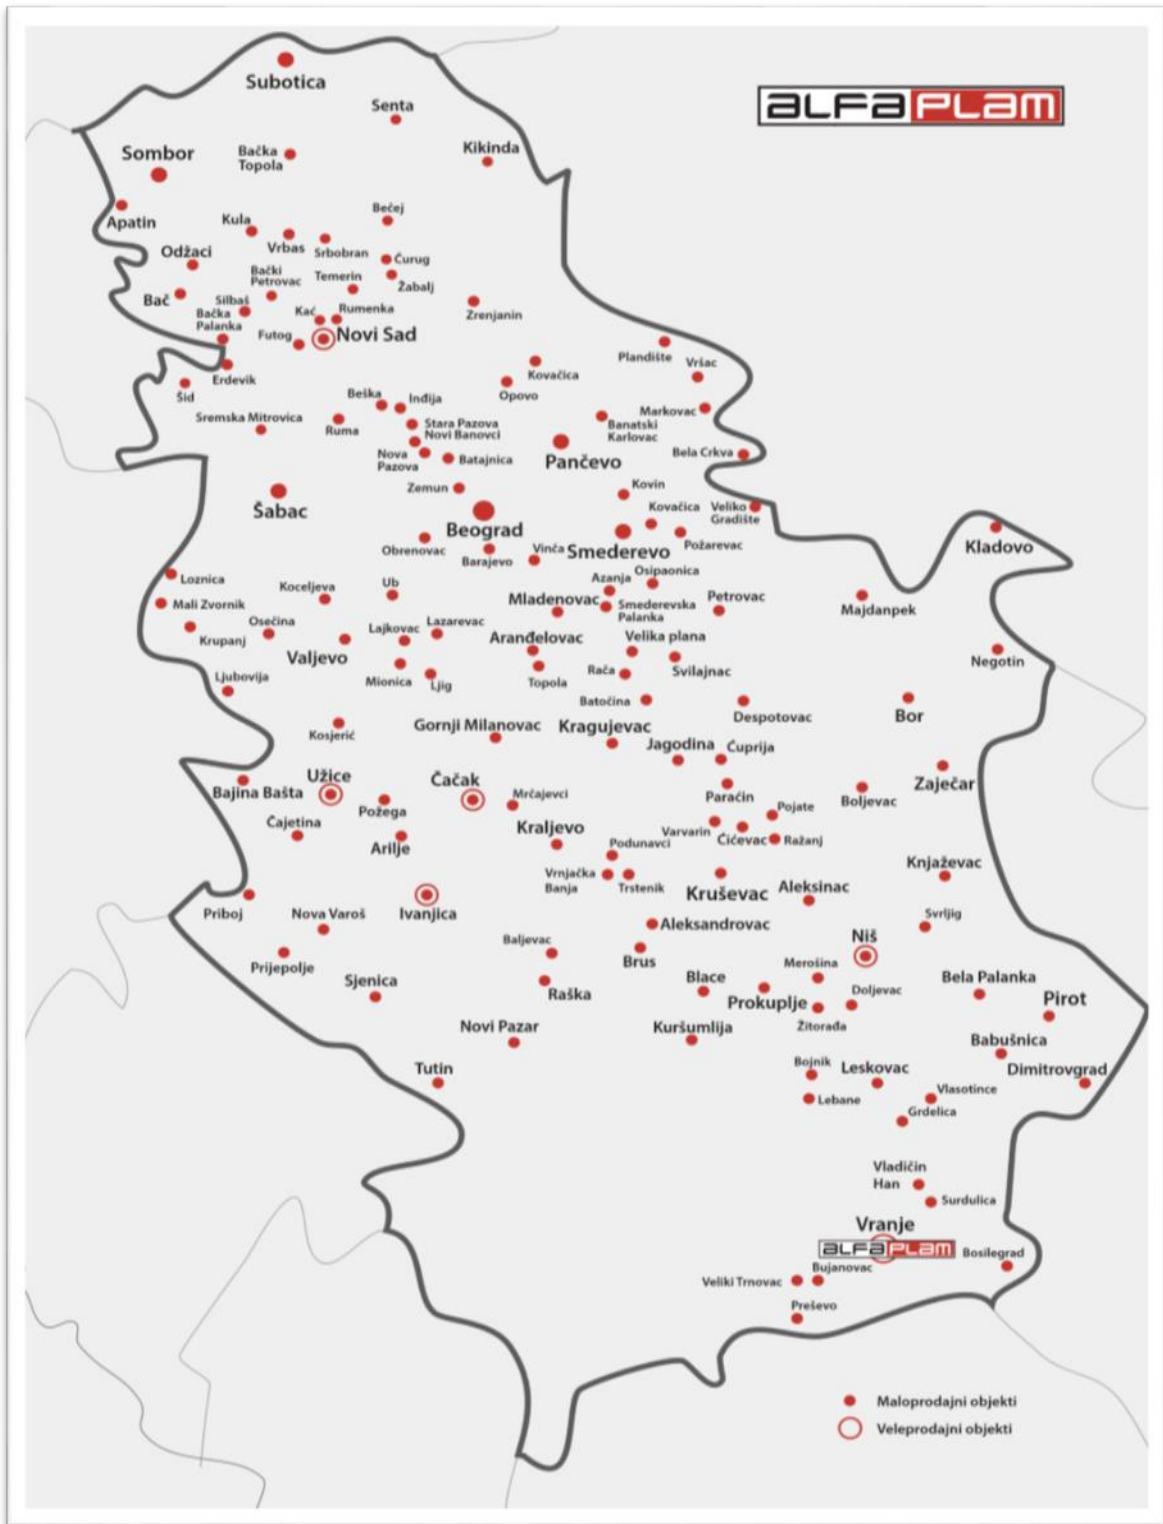 Subotica
ALFA PLAM
Senta
Kikinda
Sombor
Bačka
Topola
Apatin
Bečej
Kula
Vrbas
Srbobran
Odžaci
Čurug
Bački
Petrovac
Temerin
Žabalj
Bač
Silbaš
Bačka
Palanka
Kać
Rumenka
Zrenjanin
Futog
Novi Sad
Plandište
Vršac
Erdevik
Kovačica
Šid
Opovo
Beška
Inđija
Markovac
Sremska Mitrovica
Ruma
Stara Pazova
Novi Banovci
Banatski
Karlovac
Nova
Pazova
Batajnica
Pančevo
Bela Crkva
Zemun
Kovin
Šabac
Beograd
Kovačica
Veliko
Gradište
Smederevo
Požarevac
Kladovo
Obrenovac
Barajevo
Vinča
Loznica
Koceljeva
Ub
Azanja
Osipaonica
Mali Zvornik
Mladenovac
Smederevska
Palanka
Petrovac
Majdanpek
Krupanj
Osečina
Lajkovac
Lazarevac
Aranđelovac
Velika plana
Valjevo
Negotin
Ljubovija
Mionica
Ljig
Topola
Rača
Svilajnac
Batočina
Despotovac
Bor
Kosjerić
Gornji Milanovac
Kragujevac
Jagodina
Ćuprija
Bajina Bašta
Užice
Čačak
Zaječar
Požega
Mrčajevci
Paraćin
Boljevac
Čajetina
Arilje
Kraljevo
Pojate
Varvarin
Ćićevac
Ražanj
Podunavci
Vrnjačka
Banja
Trstenik
Kruševac
Aleksinac
Knjaževac
Priboj
Nova Varoš
Ivanjica
Svrljig
Aleksandrovac
Niš
Prijepolje
Baljevac
Brus
Merošina
Sjenica
Raška
Blace
Prokuplje
Doljevac
Bela Palanka
Pirot
Žitorađa
Novi Pazar
Kuršumlija
Babušnica
Tutin
Bojnik
Leskovac
Dimitrovgrad
Lebane
Vlasotince
Grdelica
Vladičin
Han
Surdulica
Vranje
ALFA PLAM
Bosilegrad
Bujanovac
Veliki Trnovac
Preševo
Maloprodajni objekti
Veleprodajni objekti